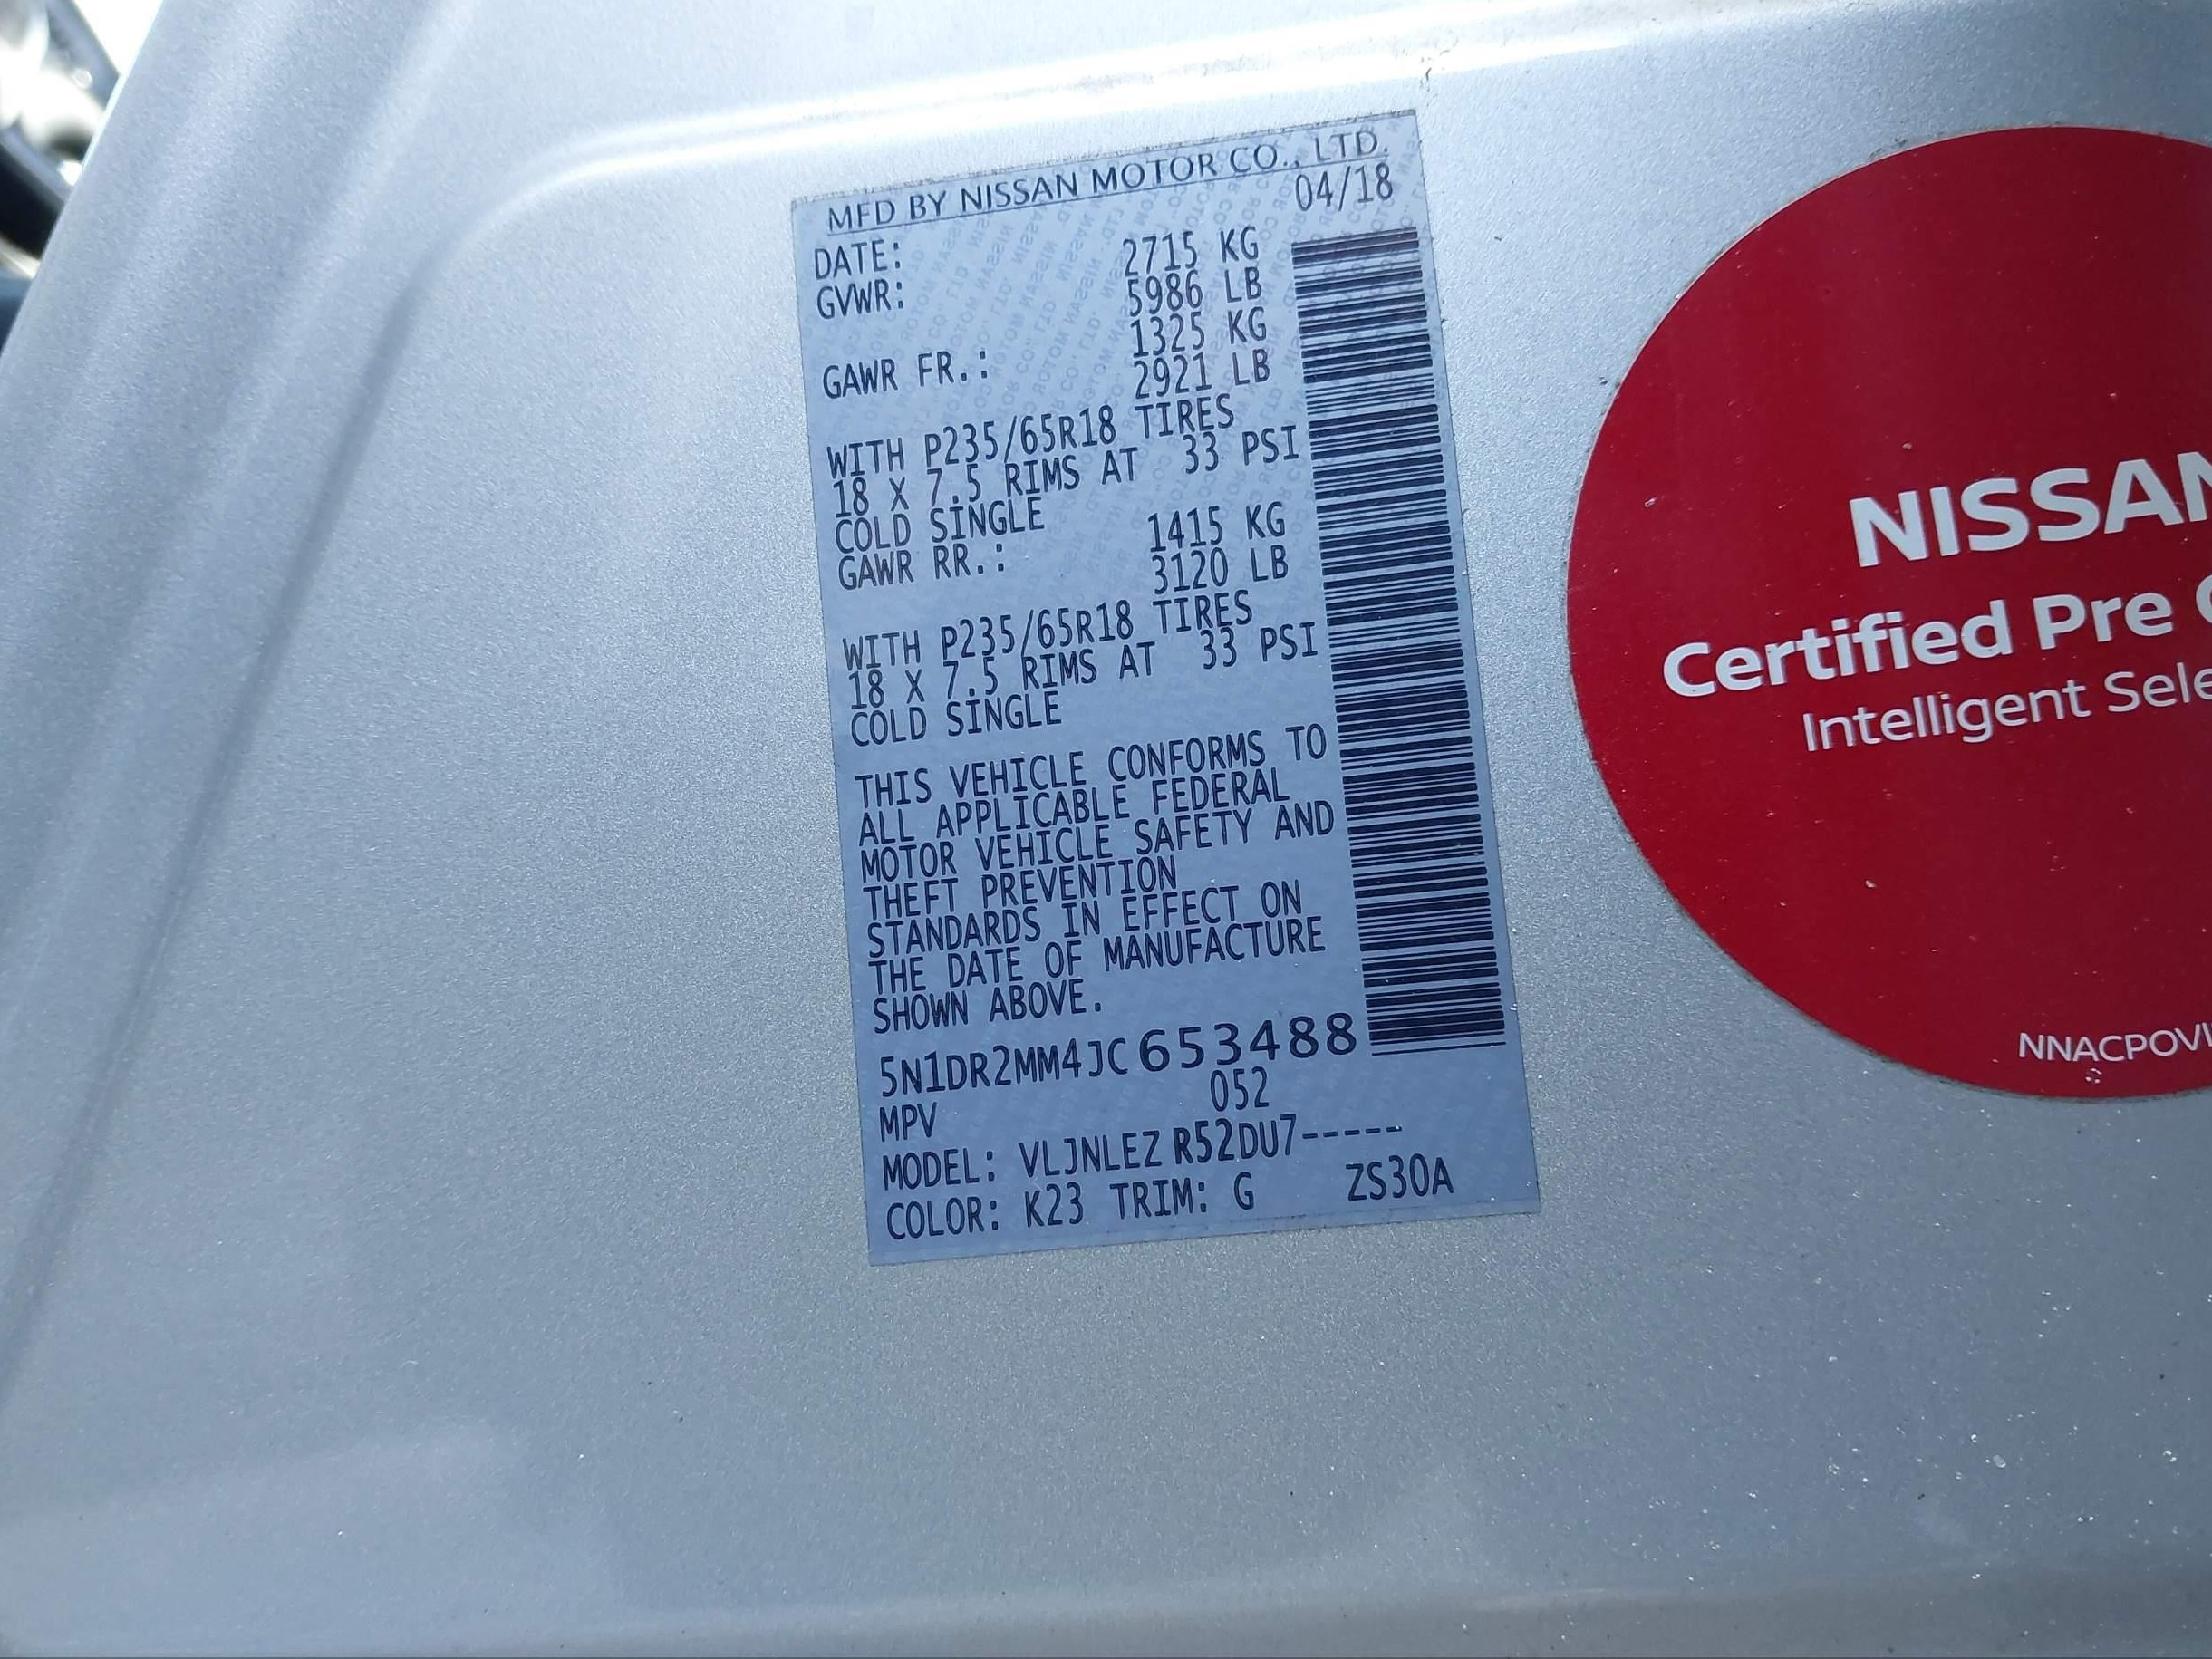 MFD BY NISSAN MOTOR CO., LTD.
DATE: 04/18
GVWR: 2715 KG
5986 LB
GAWR FR.: 1325 KG
2921 LB
WITH P235/65R18 TIRES
18 X 7.5 RIMS AT 33 PSI
COLD SINGLE
GAWR RR.: 1415 KG
3120 LB
WITH P235/65R18 TIRES
18 X 7.5 RIMS AT 33 PSI
COLD SINGLE
THIS VEHICLE CONFORMS TO
ALL APPLICABLE FEDERAL
MOTOR VEHICLE SAFETY AND
THEFT PREVENTION
STANDARDS IN EFFECT ON
THE DATE OF MANUFACTURE
SHOWN ABOVE.
5N1DR2MM4JC653488
MPV 052
MODEL: VLJNLEZ R52DU7-----
COLOR: K23 TRIM: G ZS30A
NISSAN
Certified Pre
Intelligent Sele
NNACPOV